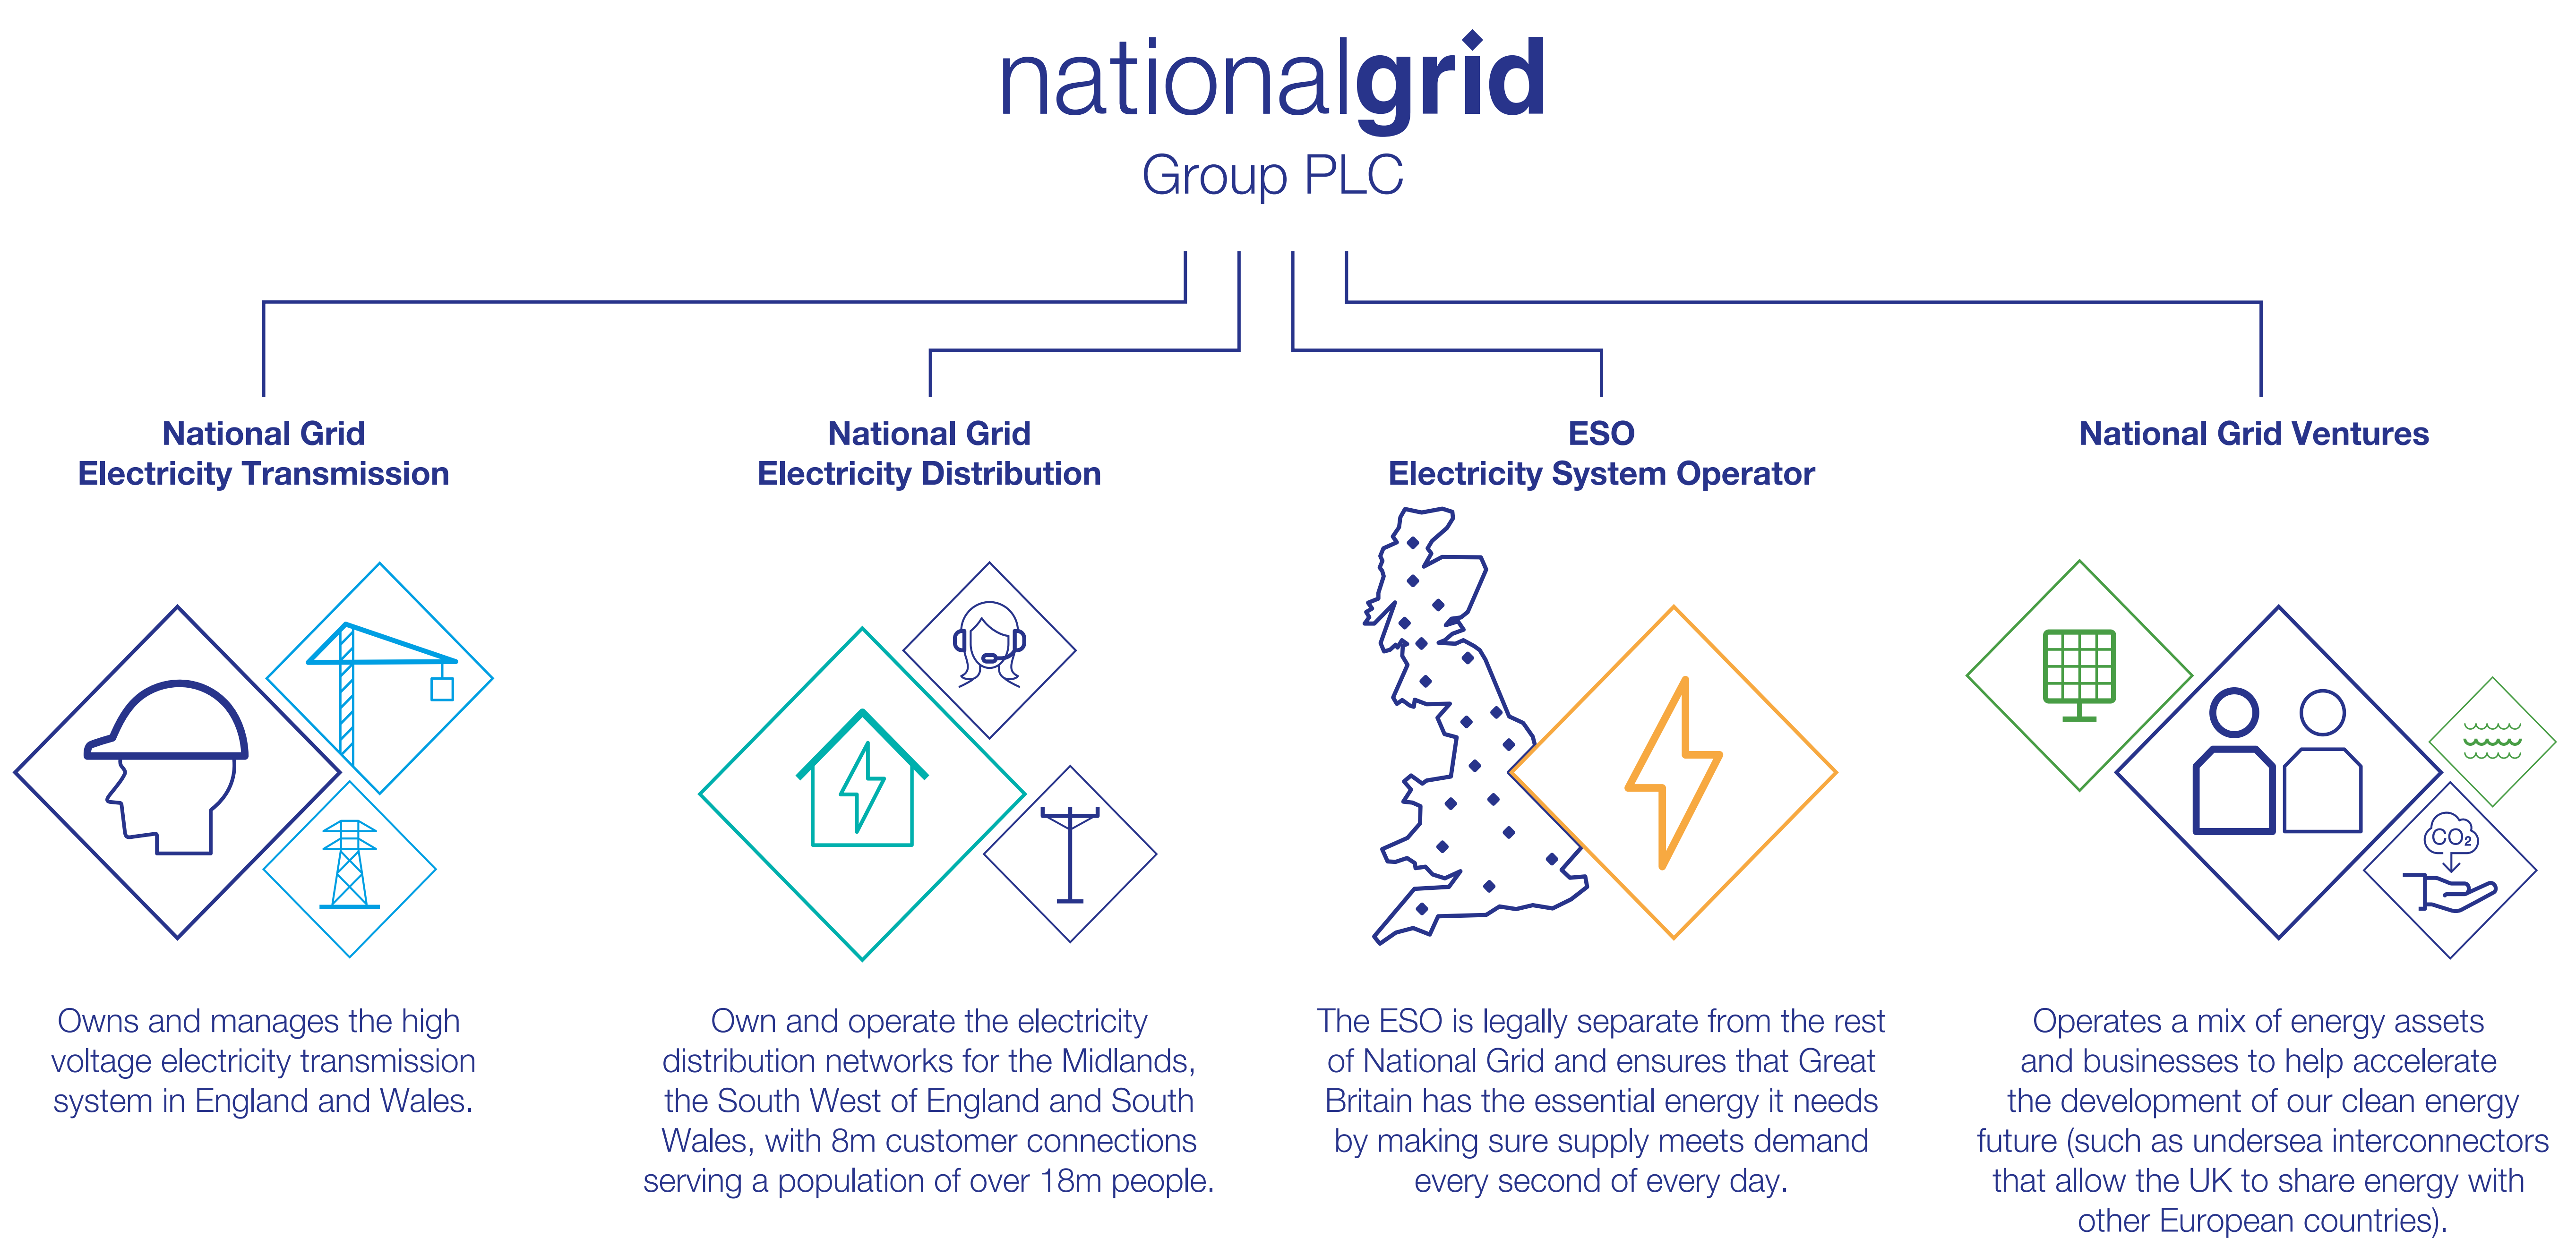 nationalgrid
Group PLC
National Grid
Electricity Transmission
National Grid
Electricity Distribution
ESO
Electricity System Operator
National Grid Ventures
CO₂
Owns and manages the high
voltage electricity transmission
system in England and Wales.
Own and operate the electricity
distribution networks for the Midlands,
the South West of England and South
Wales, with 8m customer connections
serving a population of over 18m people.
The ESO is legally separate from the rest
of National Grid and ensures that Great
Britain has the essential energy it needs
by making sure supply meets demand
every second of every day.
Operates a mix of energy assets
and businesses to help accelerate
the development of our clean energy
future (such as undersea interconnectors
that allow the UK to share energy with
other European countries).